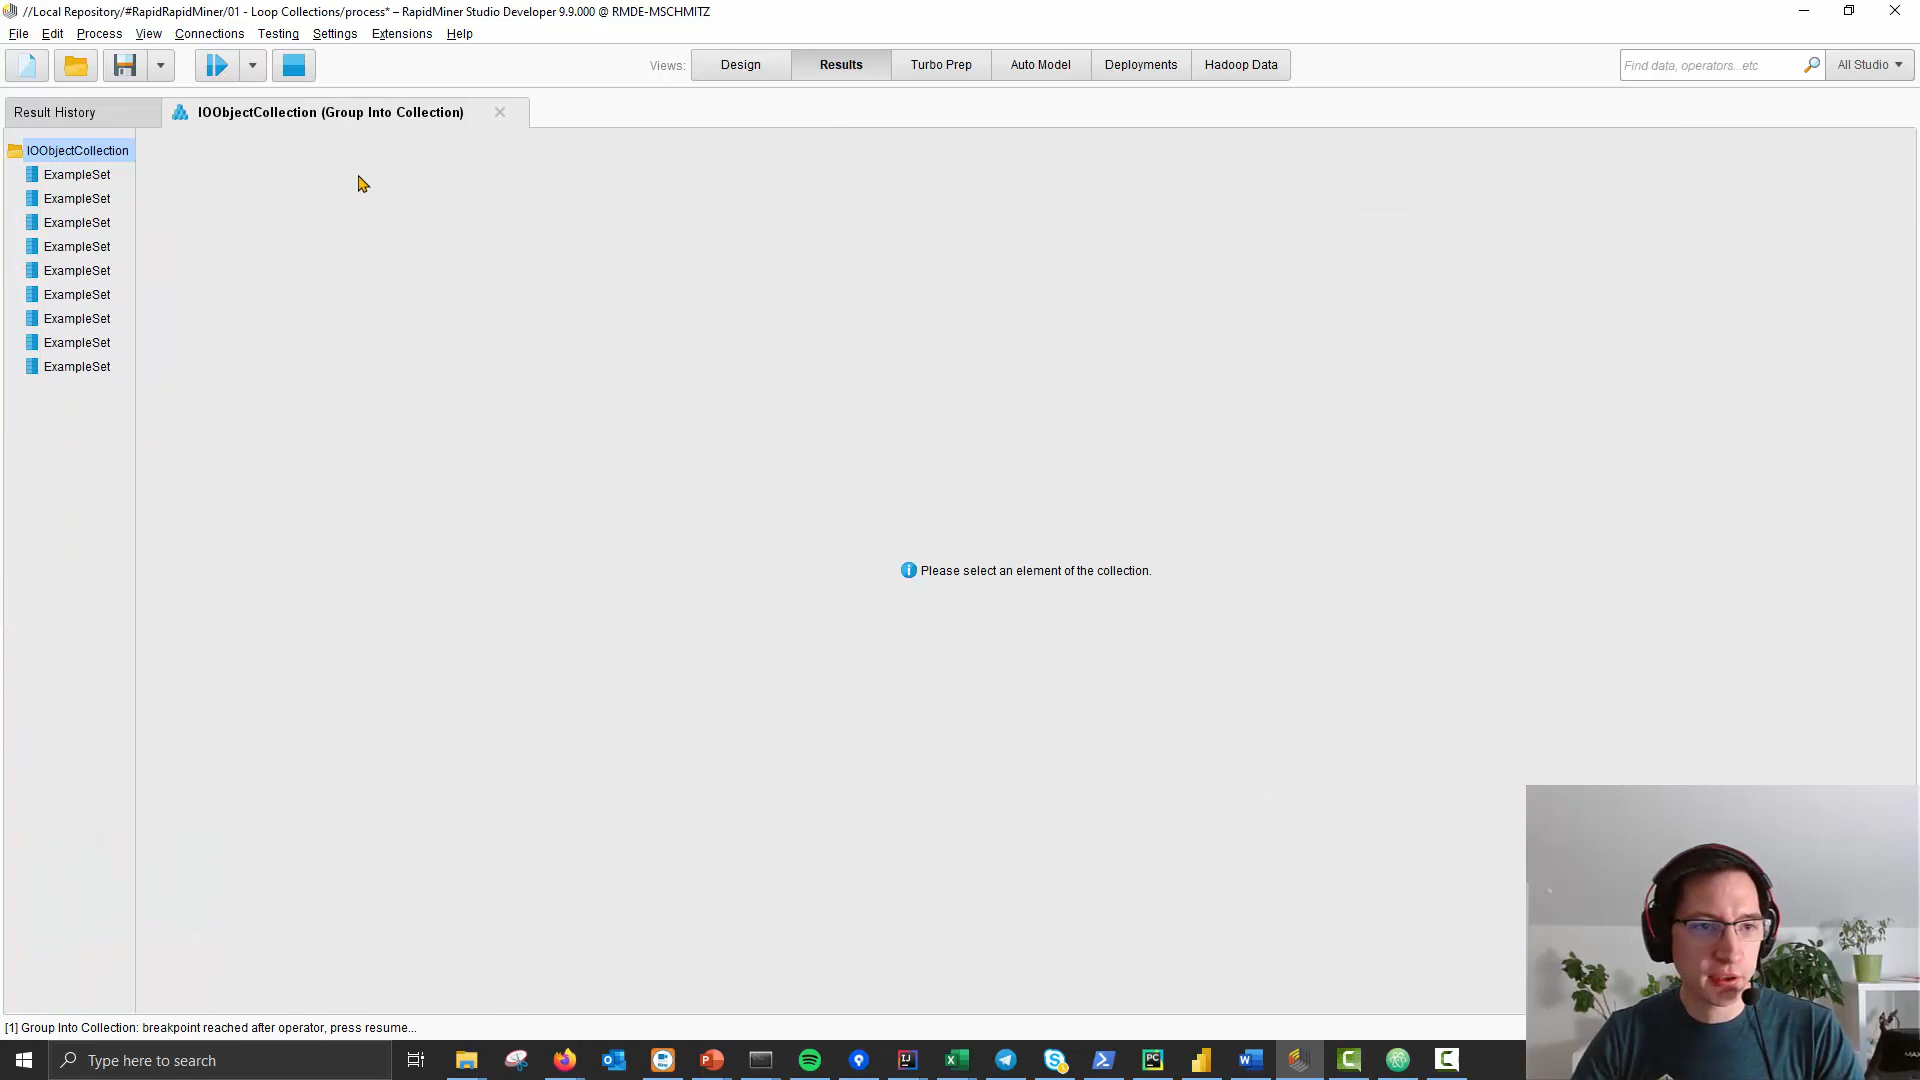 //Local Repository/#RapidRapidMiner/01 - Loop Collections/process* – RapidMiner Studio Developer 9.9.000 @ RMDE-MSCHMITZ
File Edit Process View Connections Testing Settings Extensions Help
Views: Design Results Turbo Prep Auto Model Deployments Hadoop Data
Find data, operators...etc All Studio
Result History IOObjectCollection (Group Into Collection)
IOObjectCollection
ExampleSet
ExampleSet
ExampleSet
ExampleSet
ExampleSet
ExampleSet
ExampleSet
ExampleSet
ExampleSet
Please select an element of the collection.
[1] Group Into Collection: breakpoint reached after operator, press resume...
Type here to search